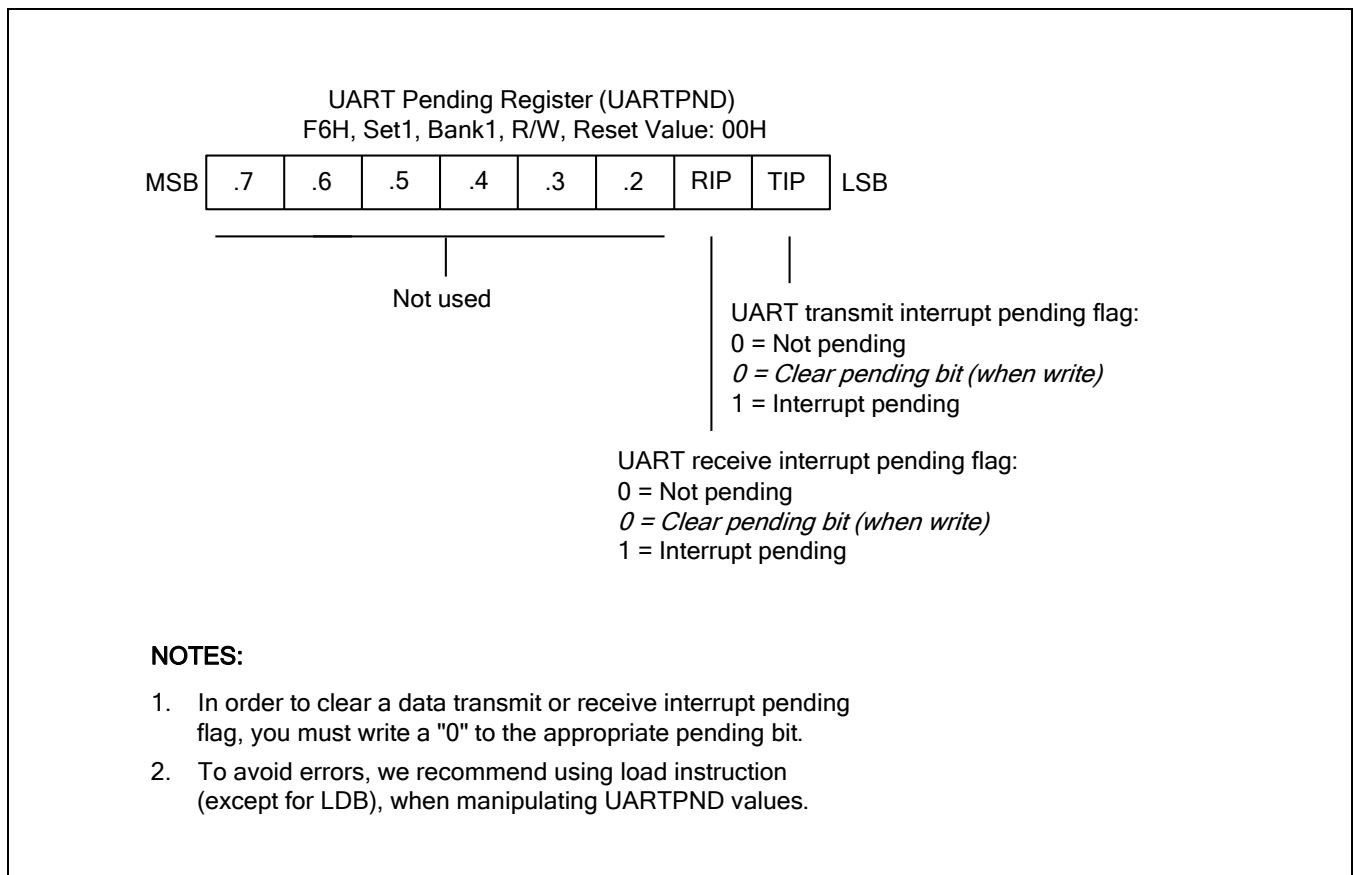 UART Pending Register (UARTPND)
F6H, Set1, Bank1, R/W, Reset Value: 00H
MSB .7 .6 .5 .4 .3 .2 RIP TIP LSB
Not used
UART transmit interrupt pending flag:
0 = Not pending
0 = Clear pending bit (when write)
1 = Interrupt pending
UART receive interrupt pending flag:
0 = Not pending
0 = Clear pending bit (when write)
1 = Interrupt pending
NOTES:
1. In order to clear a data transmit or receive interrupt pending
flag, you must write a "0" to the appropriate pending bit.
2. To avoid errors, we recommend using load instruction
(except for LDB), when manipulating UARTPND values.